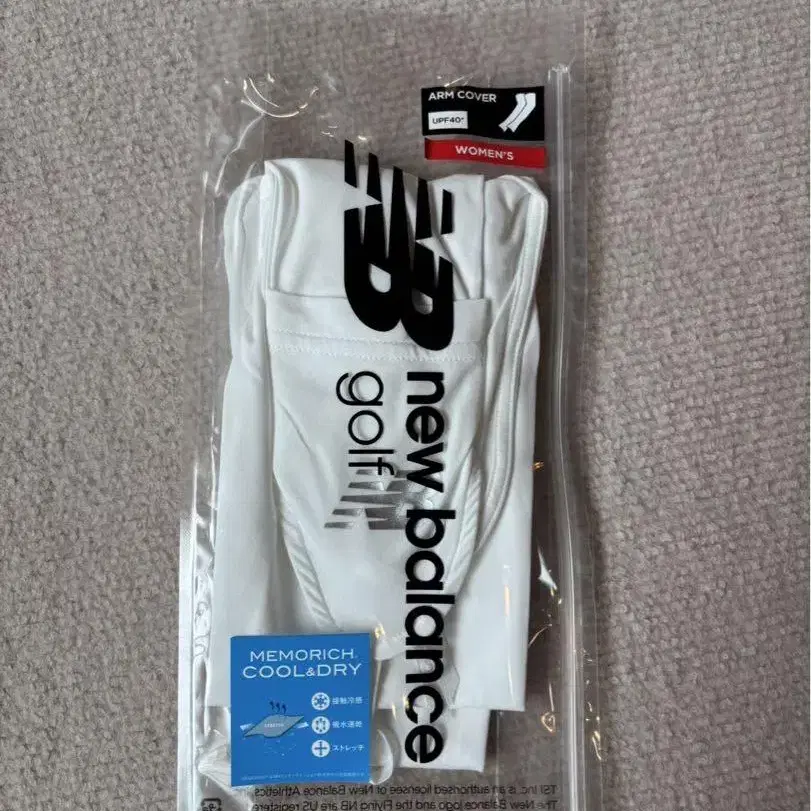 ARM COVER
UPF40*
WOMEN'S
NB
new balance
golf
MEMORICH
COOL&DRY
接触冷感
吸水速乾
ストレッチ
TSI Inc. is an authorised licensee of New Balance Athletics
The New Balance logo and the Flying NB are US registere